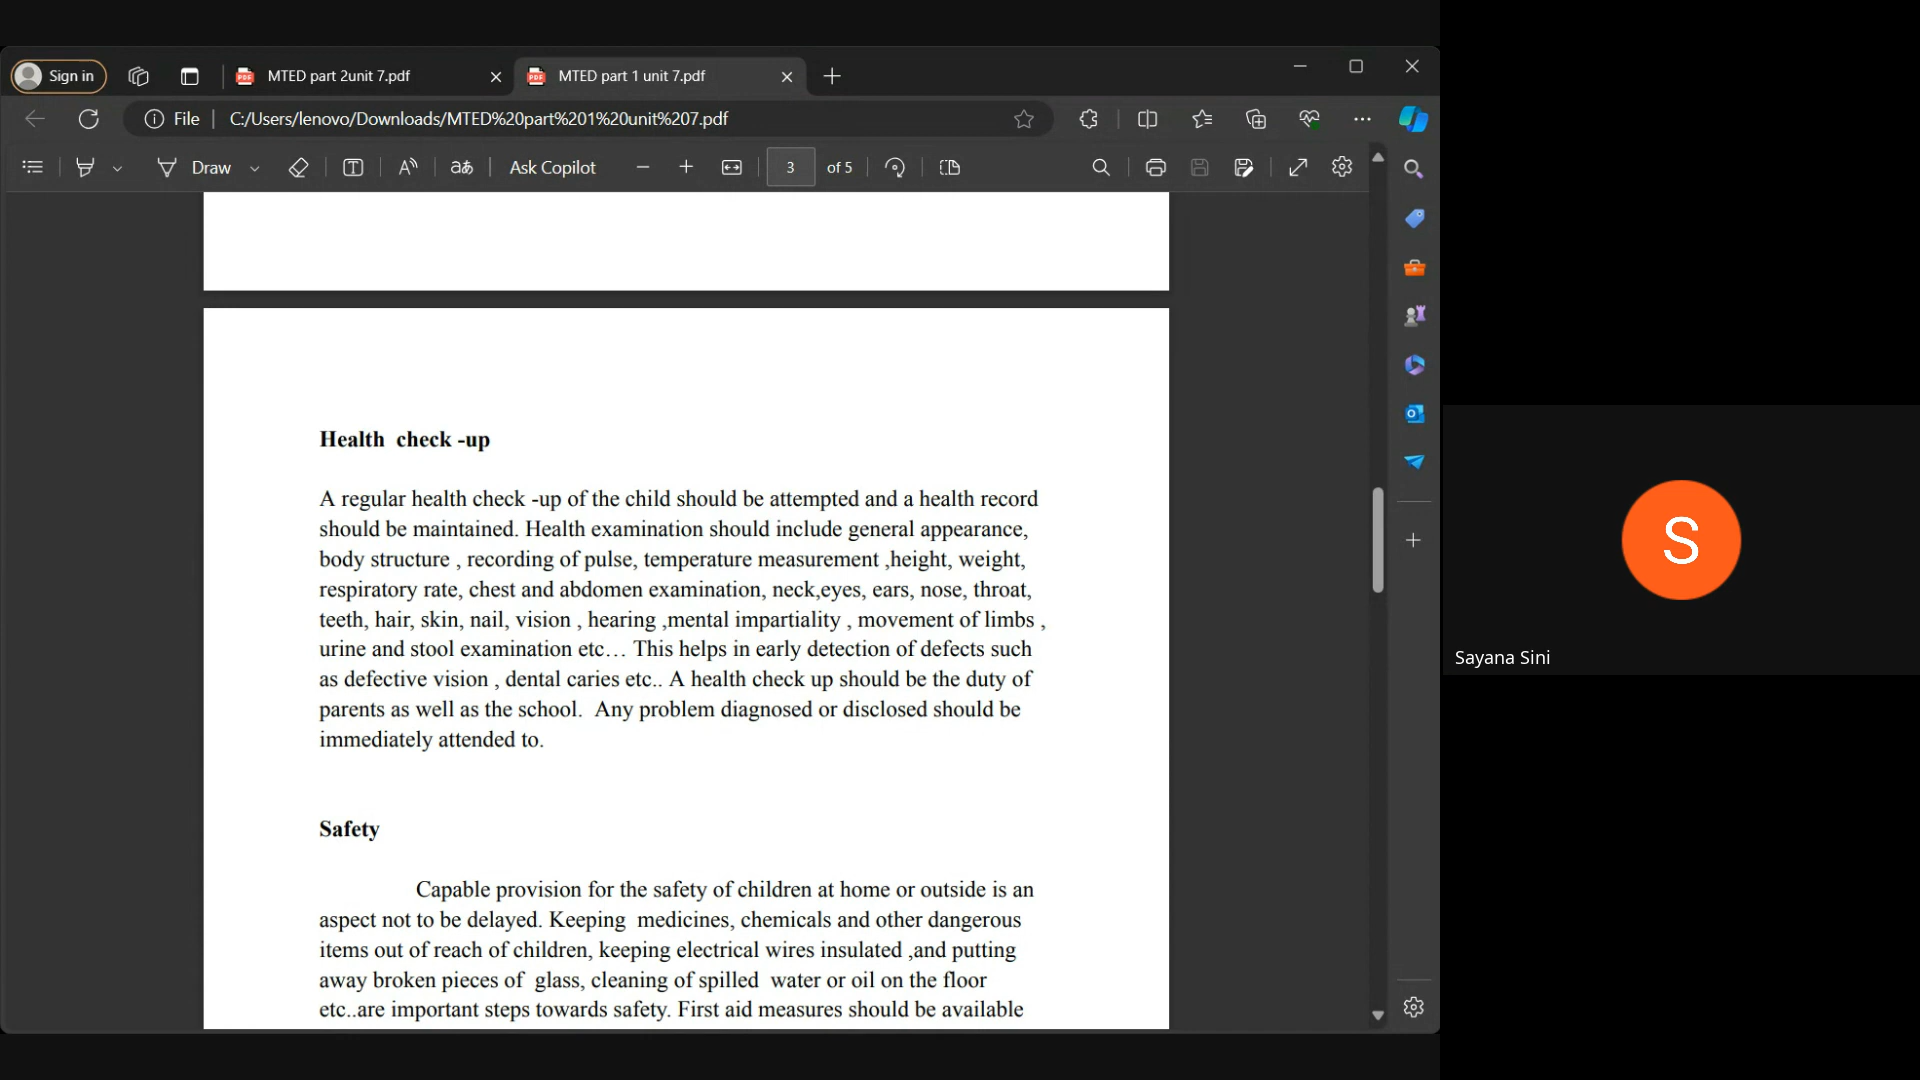 Sign in
MTED part 2unit 7.pdf
MTED part 1 unit 7.pdf
File
C:/Users/lenovo/Downloads/MTED%20part%201%20unit%207.pdf
Draw
aあ
Ask Copilot
3 of 5
Health check -up
A regular health check -up of the child should be attempted and a health record
should be maintained. Health examination should include general appearance,
body structure , recording of pulse, temperature measurement ,height, weight,
respiratory rate, chest and abdomen examination, neck,eyes, ears, nose, throat,
teeth, hair, skin, nail, vision , hearing ,mental impartiality , movement of limbs ,
urine and stool examination etc… This helps in early detection of defects such
as defective vision , dental caries etc.. A health check up should be the duty of
parents as well as the school. Any problem diagnosed or disclosed should be
immediately attended to.
Safety
Capable provision for the safety of children at home or outside is an
aspect not to be delayed. Keeping medicines, chemicals and other dangerous
items out of reach of children, keeping electrical wires insulated ,and putting
away broken pieces of glass, cleaning of spilled water or oil on the floor
etc..are important steps towards safety. First aid measures should be available
S
Sayana Sini